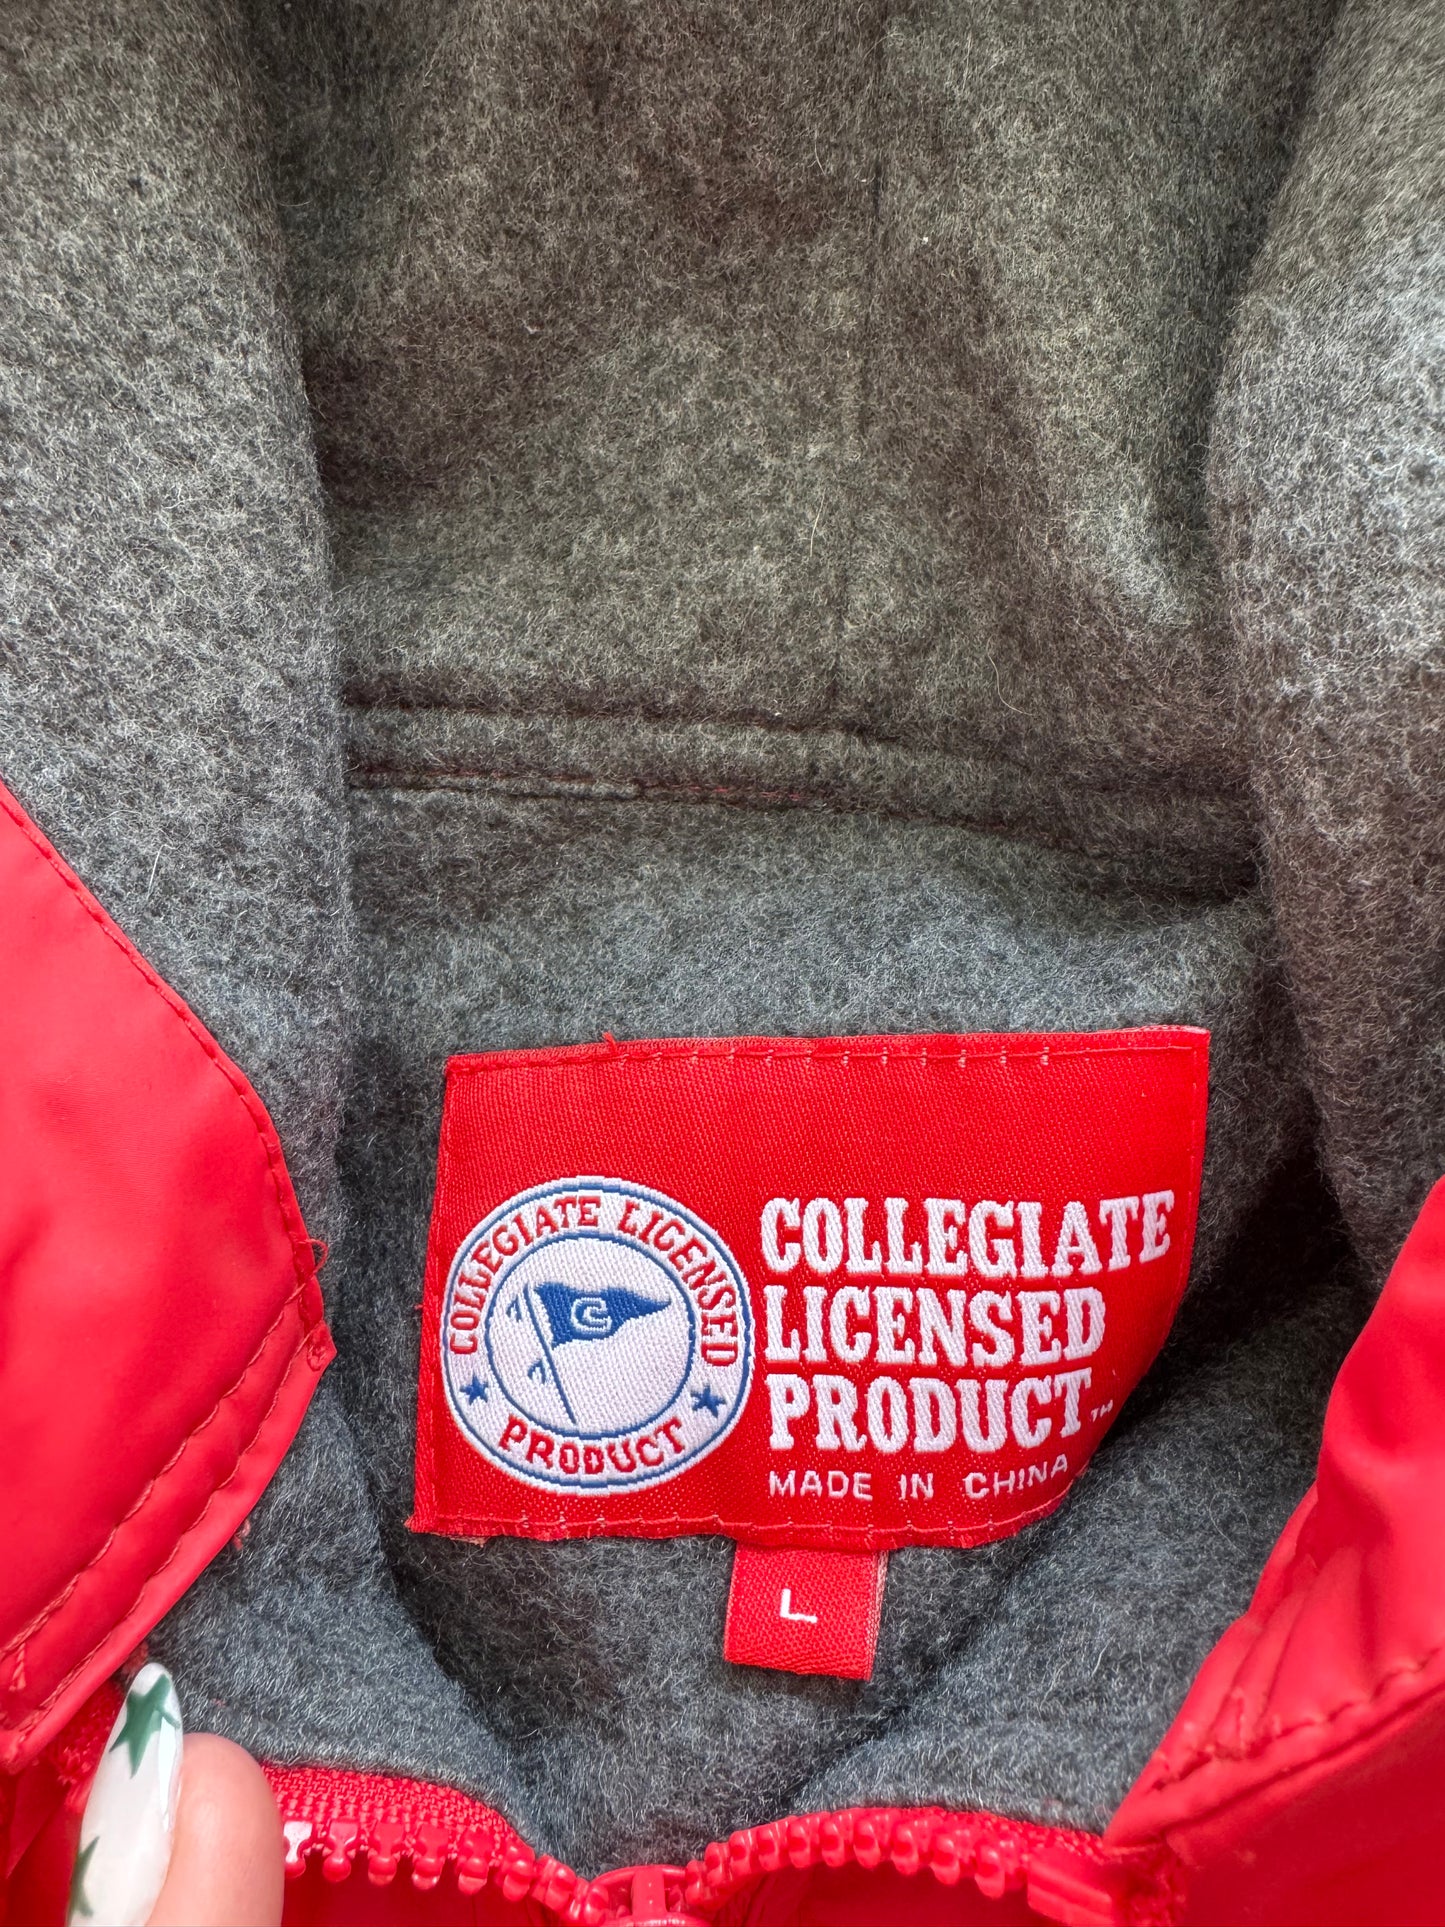 COLLEGIATE LICENSED
C
PRODUCT
COLLEGIATE
LICENSED
PRODUCT™
MADE IN CHINA
L